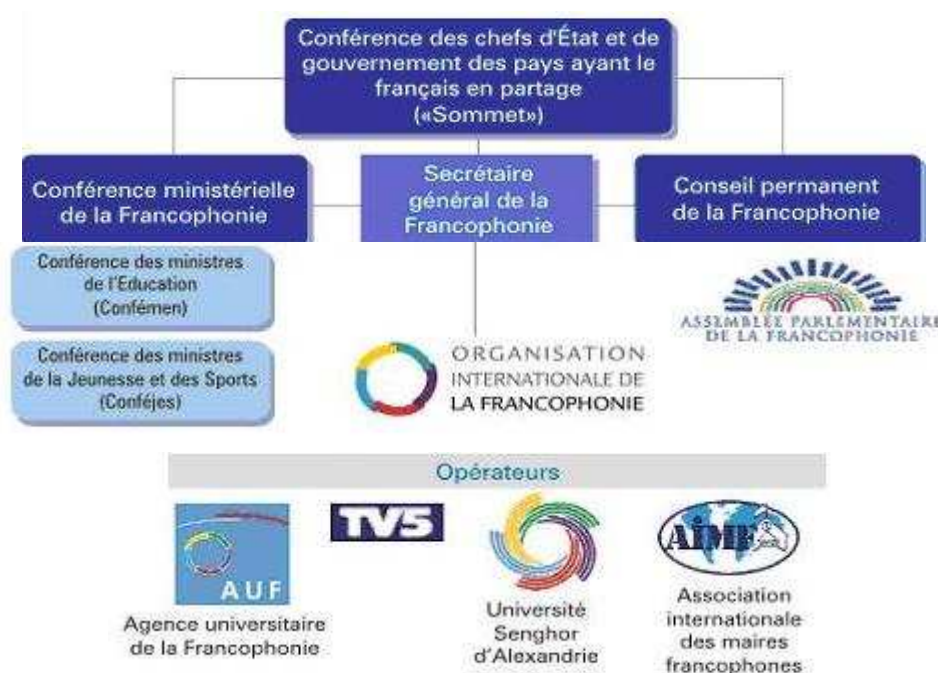 Conférence des chefs d'État et de
gouvernement des pays ayant le
français en partage
(«Sommet»)
Conférence ministérielle
de la Francophonie
Secrétaire
général de la
Francophonie
Conseil permanent
de la Francophonie
Conférence des ministres
de l'Education
(Confémen)
Conférence des ministres
de la Jeunesse et des Sports
(Conféjes)
ORGANISATION
INTERNATIONALE DE
LA FRANCOPHONIE
ASSEMBLÉE PARLEMENTAIRE
DE LA FRANCOPHONIE
Opérateurs
AUF
Agence universitaire
de la Francophonie
TV5
Université
Senghor
d'Alexandrie
AIMF
Association
internationale
des maires
francophones